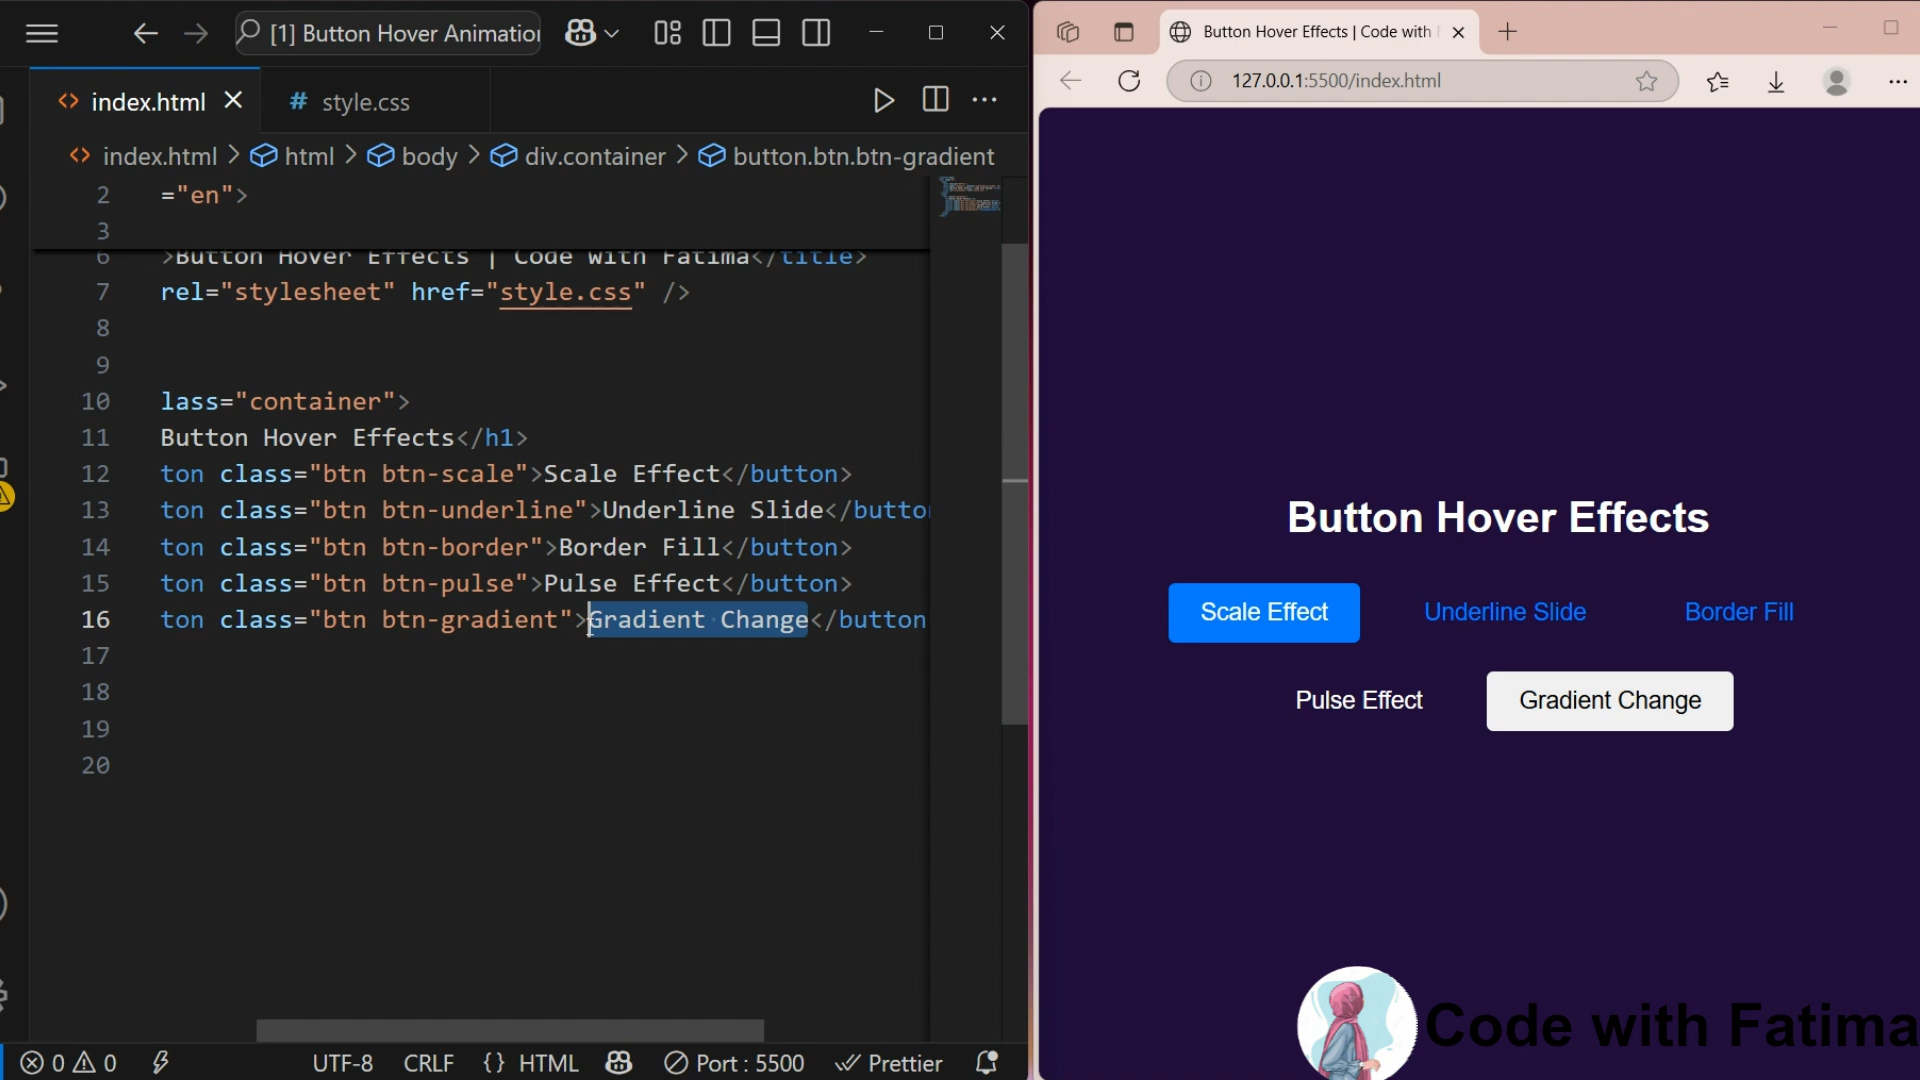 [1] Button Hover Animatio
index.html
# style.css
index.html > html > body > div.container > button.btn.btn-gradient
2 ="en">
3
6 >Button Hover Effects | Code with Fatima</title>
7 rel="stylesheet" href="style.css" />
8
9
10 lass="container">
11 Button Hover Effects</h1>
12 ton class="btn btn-scale">Scale Effect</button>
13 ton class="btn btn-underline">Underline Slide</butto
14 ton class="btn btn-border">Border Fill</button>
15 ton class="btn btn-pulse">Pulse Effect</button>
16 ton class="btn btn-gradient">Gradient Change</button
17
18
19
20
0 0 UTF-8 CRLF {} HTML Port : 5500 Prettier
Button Hover Effects | Code with
127.0.0.1:5500/index.html
Button Hover Effects
Scale Effect Underline Slide Border Fill
Pulse Effect Gradient Change
Code with Fatima